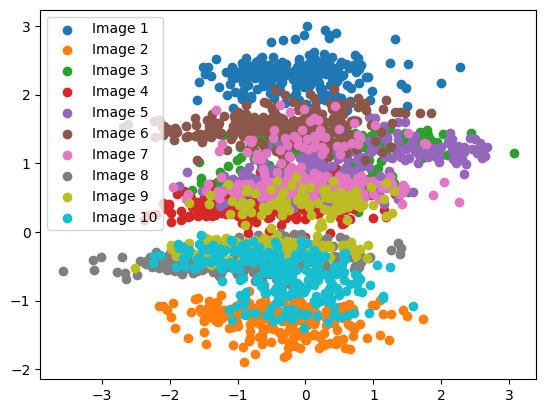 Image 1
Image 2
Image 3
Image 4
Image 5
Image 6
Image 7
Image 8
Image 9
Image 10
3
2
1
0
−1
−2
−3
−2
−1
0
1
2
3